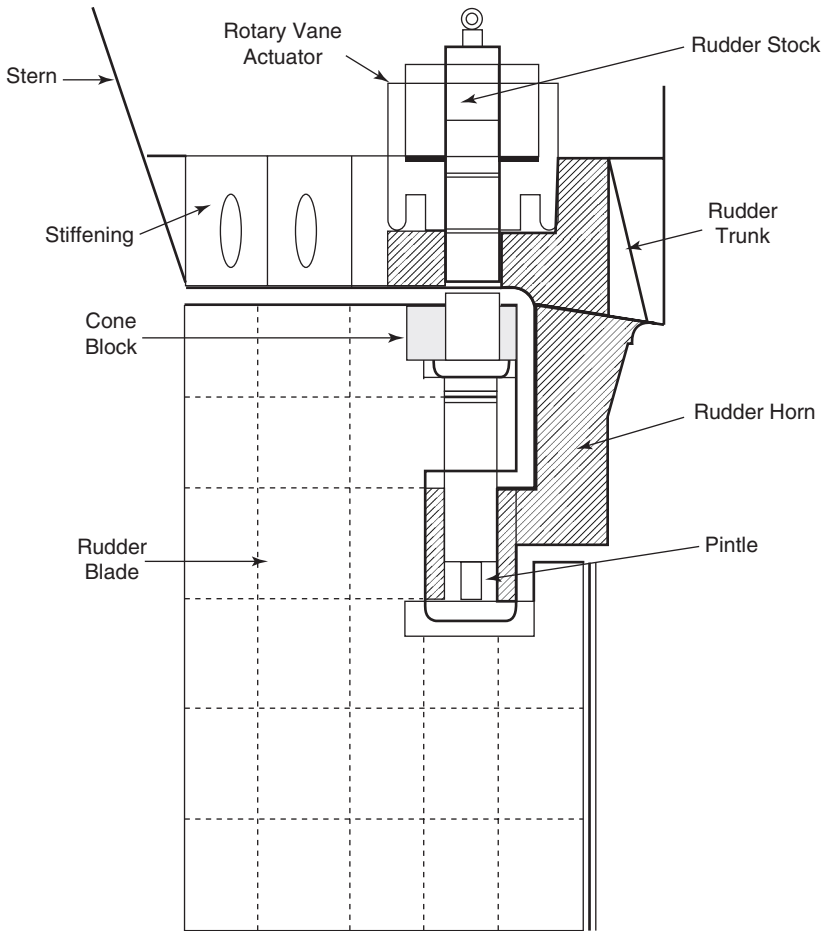 Rotary Vane
Actuator
Rudder Stock
Stern
Stiffening
Rudder
Trunk
Cone
Block
Rudder Horn
Rudder
Blade
Pintle